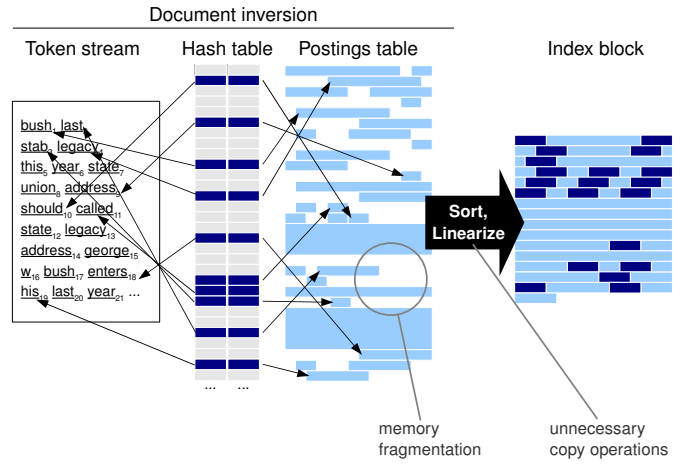 Document inversion
Token stream
Hash table
Postings table
Index block
bush1 last2
stab3 legacy4
this5 year6 state7
union8 address9
should10 called11
state12 legacy13
address14 george15
w16 bush17 enters18
his19 last20 year21 ...
... ...
Sort,
Linearize
memory
fragmentation
unnecessary
copy operations